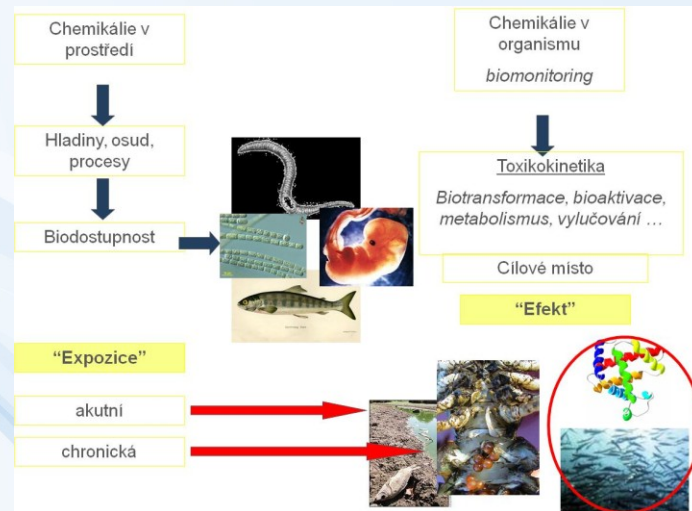 Chemikálie v
prostředí
Hladiny, osud,
procesy
Biodostupnost
"Expozice"
akutní
chronická
Chemikálie v
organismu
biomonitoring
Toxikokinetika
Biotransformace, bioaktivace,
metabolismus, vylučování …
Cílové místo
"Efekt"